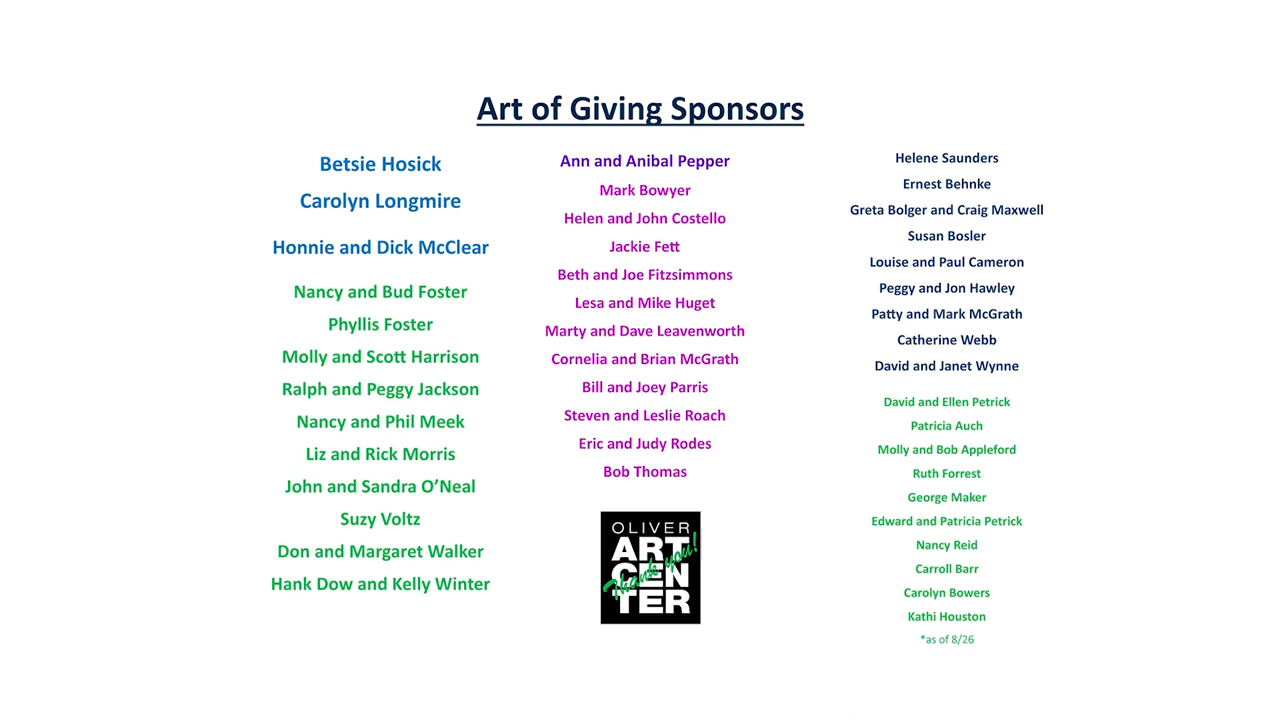 Art of Giving Sponsors
Betsie Hosick
Carolyn Longmire
Honnie and Dick McClear
Nancy and Bud Foster
Phyllis Foster
Molly and Scott Harrison
Ralph and Peggy Jackson
Nancy and Phil Meek
Liz and Rick Morris
John and Sandra O’Neal
Suzy Voltz
Don and Margaret Walker
Hank Dow and Kelly Winter
Ann and Anibal Pepper
Mark Bowyer
Helen and John Costello
Jackie Fett
Beth and Joe Fitzsimmons
Lesa and Mike Huget
Marty and Dave Leavenworth
Cornelia and Brian McGrath
Bill and Joey Parris
Steven and Leslie Roach
Eric and Judy Rodes
Bob Thomas
OLIVER
ART
CEN
TER
Thank you!
Helene Saunders
Ernest Behnke
Greta Bolger and Craig Maxwell
Susan Bosler
Louise and Paul Cameron
Peggy and Jon Hawley
Patty and Mark McGrath
Catherine Webb
David and Janet Wynne
David and Ellen Petrick
Patricia Auch
Molly and Bob Appleford
Ruth Forrest
George Maker
Edward and Patricia Petrick
Nancy Reid
Carroll Barr
Carolyn Bowers
Kathi Houston
*as of 8/26